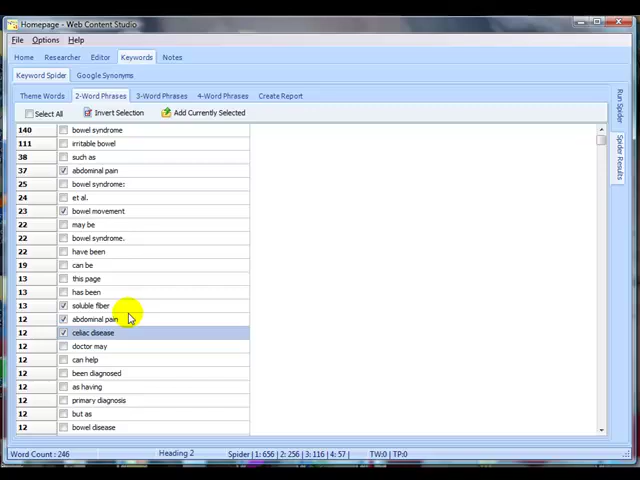 Homepage - Web Content Studio
File Options Help
Home Researcher Editor Keywords Notes
Keyword Spider Google Synonyms
Theme Words 2-Word Phrases 3-Word Phrases 4-Word Phrases Create Report
Select All Invert Selection Add Currently Selected
Run Spider
Spider Results
140 bowel syndrome
111 irritable bowel
38 such as
37 abdominal pain
25 bowel syndrome:
24 et al.
23 bowel movement
22 may be
22 bowel syndrome.
22 have been
19 can be
13 this page
13 has been
13 soluble fiber
12 abdominal pain
12 celiac disease
12 doctor may
12 can help
12 been diagnosed
12 as having
12 primary diagnosis
12 but as
12 bowel disease
Word Count : 246 Heading 2 Spider | 1: 656 | 2: 256 | 3: 116 | 4: 57 | TW:0 | TP:0